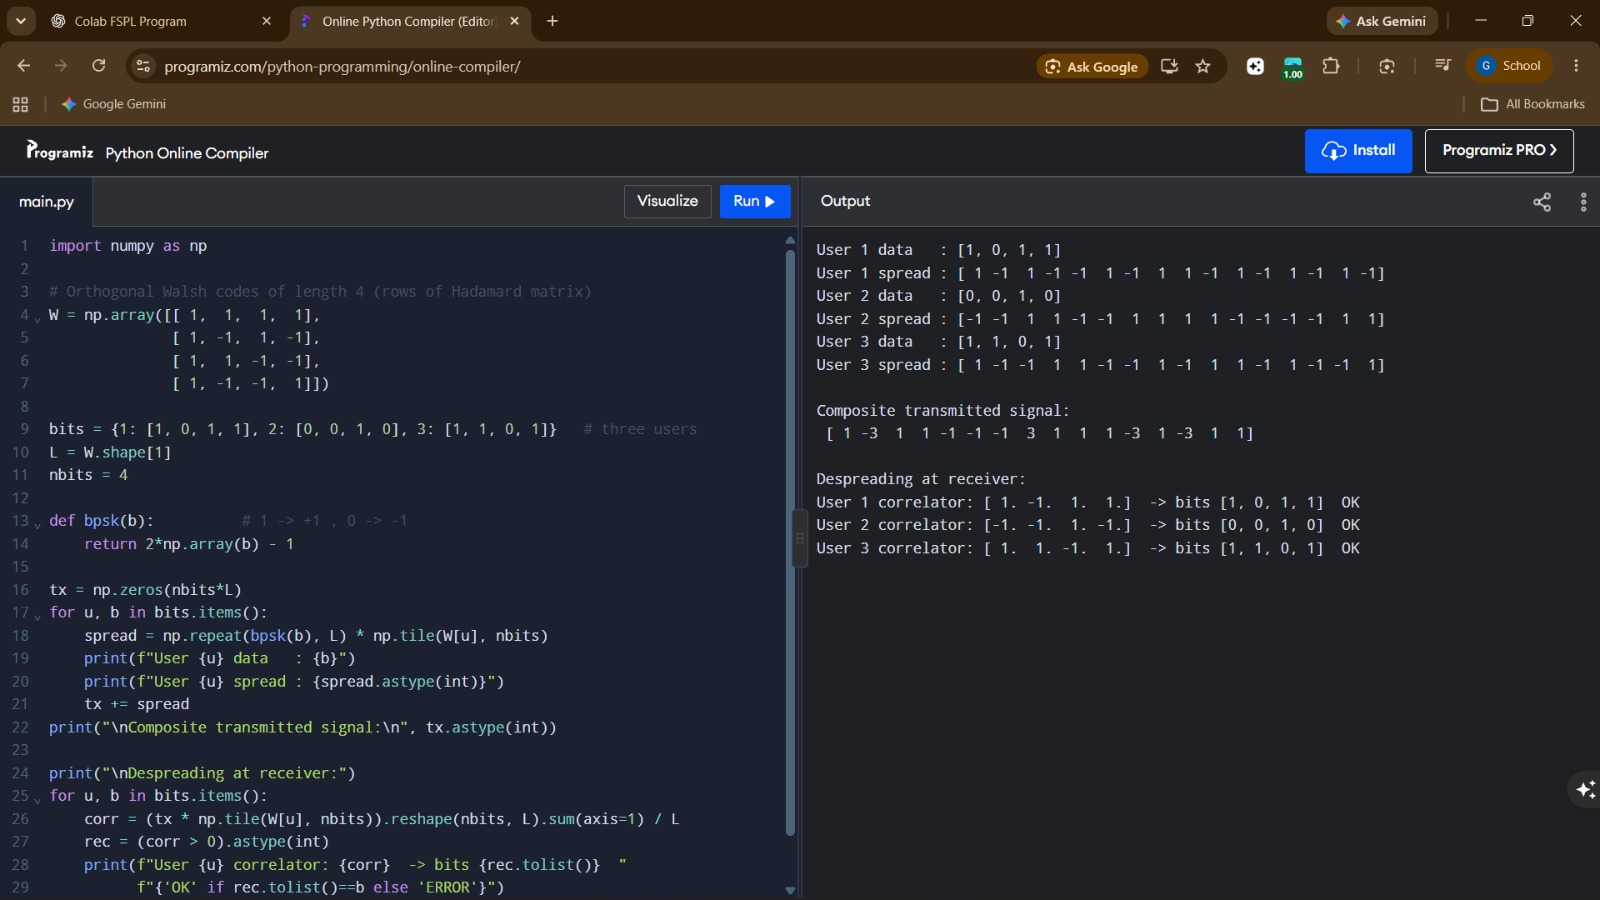 Colab FSPL Program
Online Python Compiler (Editor
Ask Gemini
programiz.com/python-programming/online-compiler/
Ask Google
1.00
G School
Google Gemini
All Bookmarks
Programiz Python Online Compiler
Install
Programiz PRO >
main.py
Visualize
Run
1 import numpy as np
2
3 # Orthogonal Walsh codes of length 4 (rows of Hadamard matrix)
4 W = np.array([[ 1,  1,  1,  1],
5               [ 1, -1,  1, -1],
6               [ 1,  1, -1, -1],
7               [ 1, -1, -1,  1]])
8
9 bits = {1: [1, 0, 1, 1], 2: [0, 0, 1, 0], 3: [1, 1, 0, 1]}   # three users
10 L = W.shape[1]
11 nbits = 4
12
13 def bpsk(b):          # 1 -> +1 , 0 -> -1
14     return 2*np.array(b) - 1
15
16 tx = np.zeros(nbits*L)
17 for u, b in bits.items():
18     spread = np.repeat(bpsk(b), L) * np.tile(W[u], nbits)
19     print(f"User {u} data   : {b}")
20     print(f"User {u} spread : {spread.astype(int)}")
21     tx += spread
22 print("\nComposite transmitted signal:\n", tx.astype(int))
23
24 print("\nDespreading at receiver:")
25 for u, b in bits.items():
26     corr = (tx * np.tile(W[u], nbits)).reshape(nbits, L).sum(axis=1) / L
27     rec = (corr > 0).astype(int)
28     print(f"User {u} correlator: {corr}  -> bits {rec.tolist()}  "
29           f"{'OK' if rec.tolist()==b else 'ERROR'}")
Output
User 1 data   : [1, 0, 1, 1]
User 1 spread : [ 1 -1  1 -1 -1  1 -1  1  1 -1  1 -1  1 -1  1 -1]
User 2 data   : [0, 0, 1, 0]
User 2 spread : [-1 -1  1  1 -1 -1  1  1  1  1 -1 -1 -1 -1  1  1]
User 3 data   : [1, 1, 0, 1]
User 3 spread : [ 1 -1 -1  1  1 -1 -1  1 -1  1  1 -1  1 -1 -1  1]
Composite transmitted signal:
[ 1 -3  1  1 -1 -1 -1  3  1  1  1 -3  1 -3  1  1]
Despreading at receiver:
User 1 correlator: [ 1. -1.  1.  1.]  -> bits [1, 0, 1, 1]  OK
User 2 correlator: [-1. -1.  1. -1.]  -> bits [0, 0, 1, 0]  OK
User 3 correlator: [ 1.  1. -1.  1.]  -> bits [1, 1, 0, 1]  OK